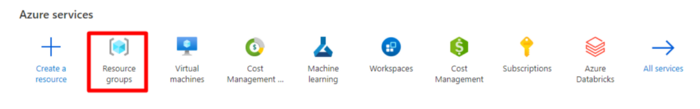 Azure services
Create a resource
Resource groups
Virtual machines
Cost Management ...
Machine learning
Workspaces
Cost Management
Subscriptions
Azure Databricks
All services